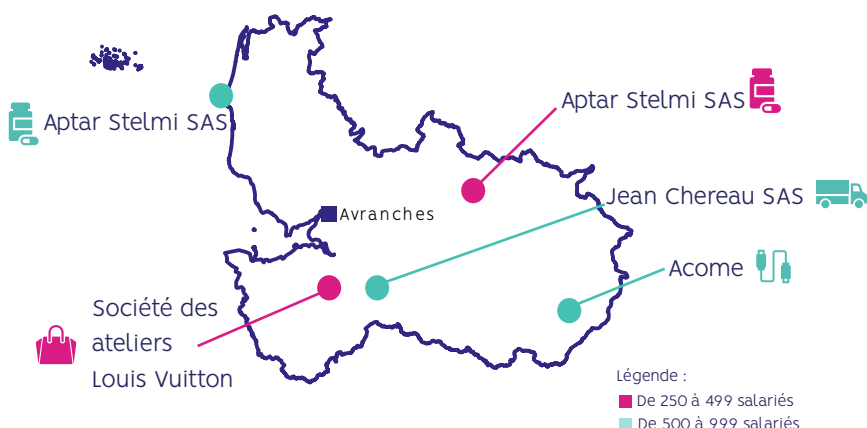 Aptar Stelmi SAS
Aptar Stelmi SAS
Jean Chereau SAS
Avranches
Acome
Société des
ateliers
Louis Vuitton
Légende :
De 250 à 499 salariés
De 500 à 999 salariés